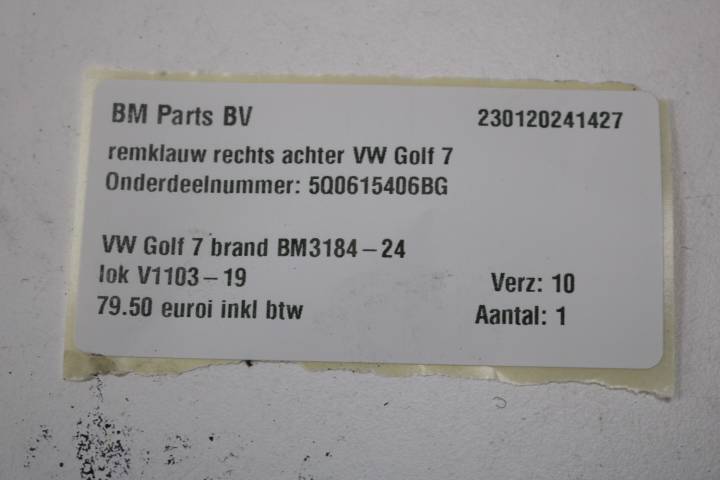 BM Parts BV 230120241427
remklauw rechts achter VW Golf 7
Onderdeelnummer: 5Q0615406BG
VW Golf 7 brand BM3184-24
lok V1103-19 Verz: 10
79.50 euroi inkl btw Aantal: 1